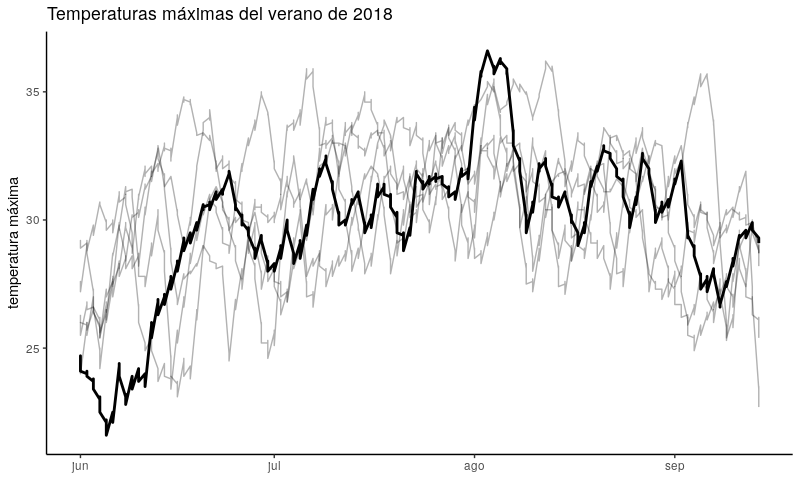 Temperaturas máximas del verano de 2018
temperatura máxima
35
30
25
jun
jul
ago
sep